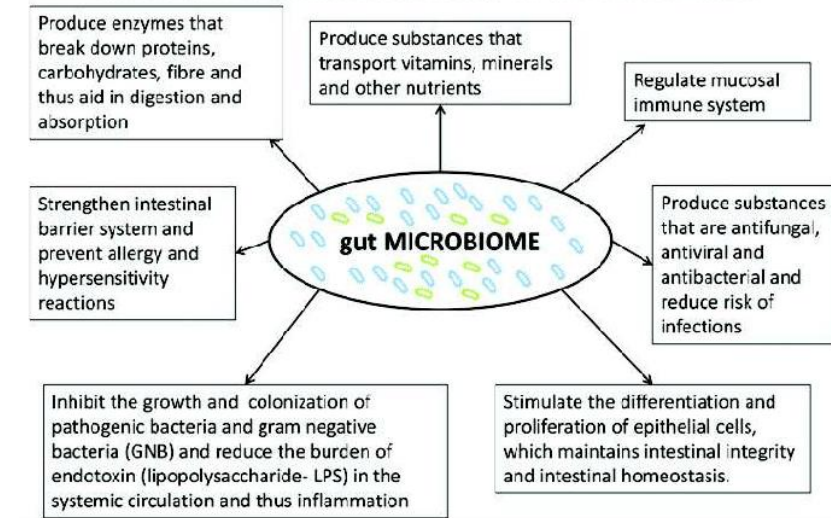 Produce enzymes that
break down proteins,
carbohydrates, fibre and
thus aid in digestion and
absorption
Produce substances that
transport vitamins, minerals
and other nutrients
Regulate mucosal
immune system
Strengthen intestinal
barrier system and
prevent allergy and
hypersensitivity
reactions
gut MICROBIOME
Produce substances
that are antifungal,
antiviral and
antibacterial and
reduce risk of
infections
Inhibit the growth and colonization of
pathogenic bacteria and gram negative
bacteria (GNB) and reduce the burden of
endotoxin (lipopolysaccharide- LPS) in the
systemic circulation and thus inflammation
Stimulate the differentiation and
proliferation of epithelial cells,
which maintains intestinal integrity
and intestinal homeostasis.